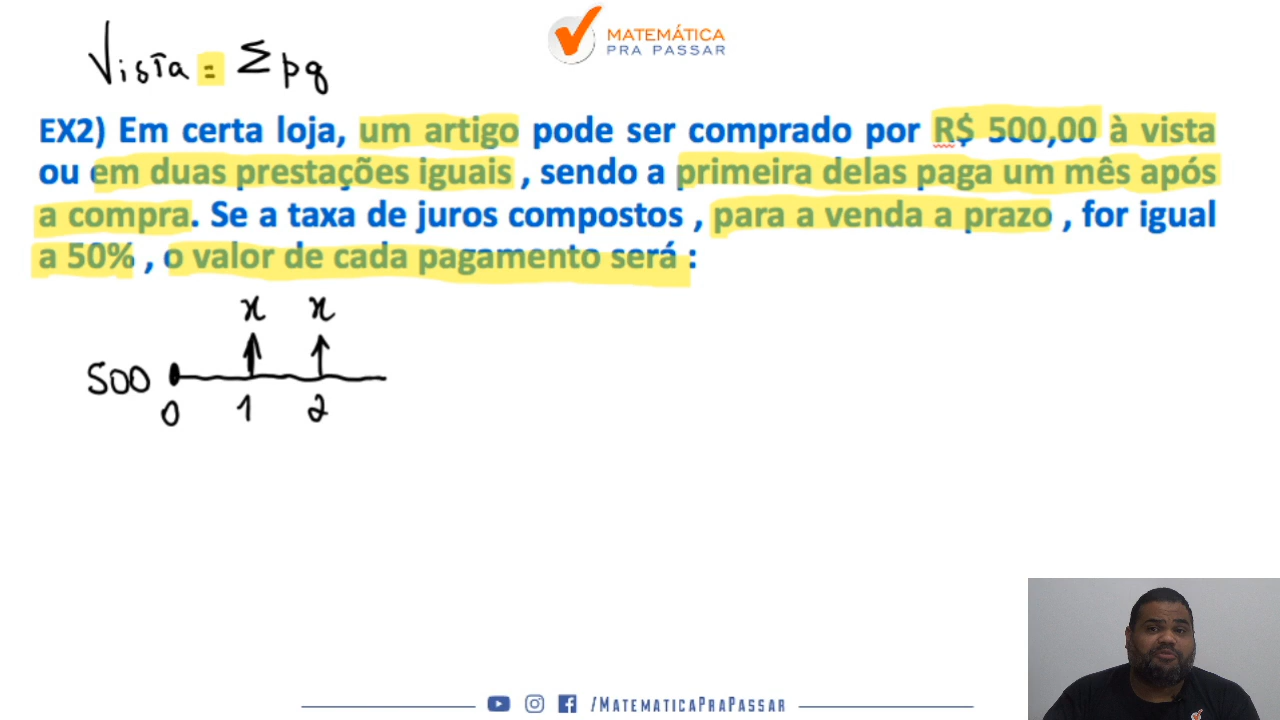 MATEMÁTICA
PRA PASSAR
Vista = Σ pg
EX2) Em certa loja, um artigo pode ser comprado por R$ 500,00 à vista
ou em duas prestações iguais , sendo a primeira delas paga um mês após
a compra. Se a taxa de juros compostos , para a venda a prazo , for igual
a 50% , o valor de cada pagamento será :
x x
500
0 1 2
/MATEMATICAPRAPASSAR